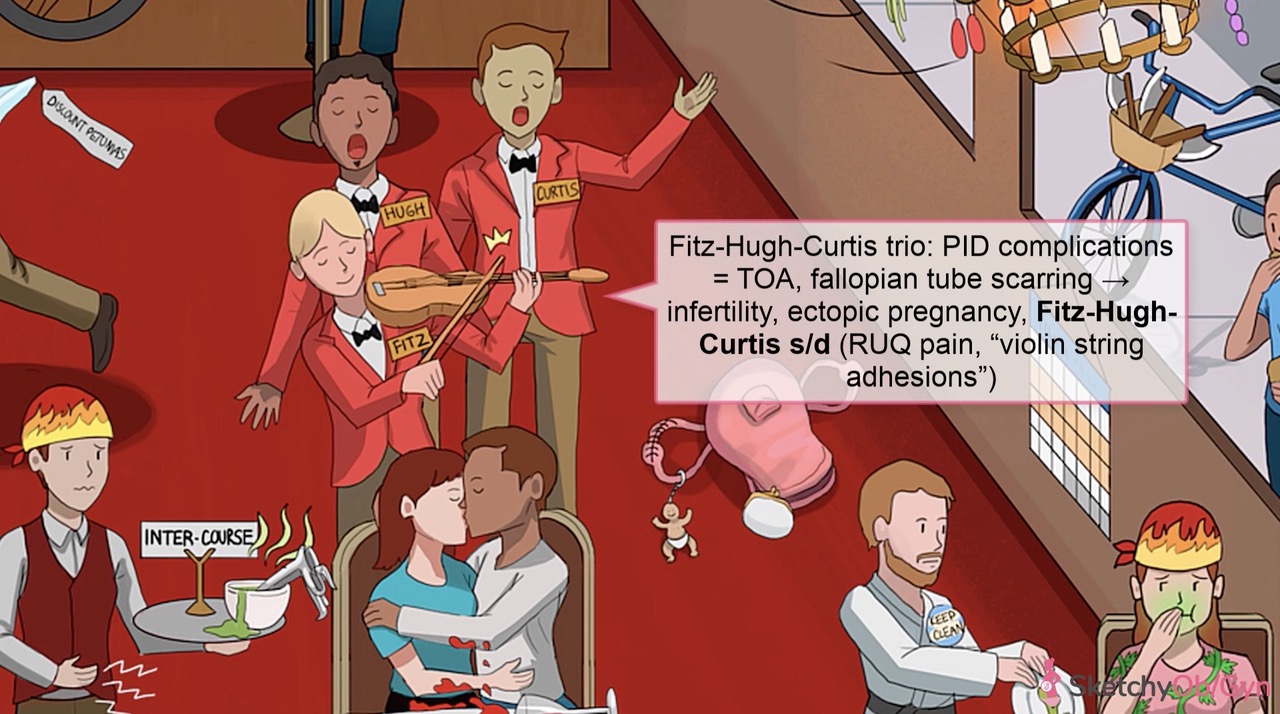 DISCOUNT PETUNIAS
HUGH
CURTIS
FITZ
Fitz-Hugh-Curtis trio: PID complications
= TOA, fallopian tube scarring →
infertility, ectopic pregnancy, Fitz-Hugh-
Curtis s/d (RUQ pain, “violin string
adhesions”)
INTER-COURSE
KEEP
CLEAN
SketchyOb/Gyn